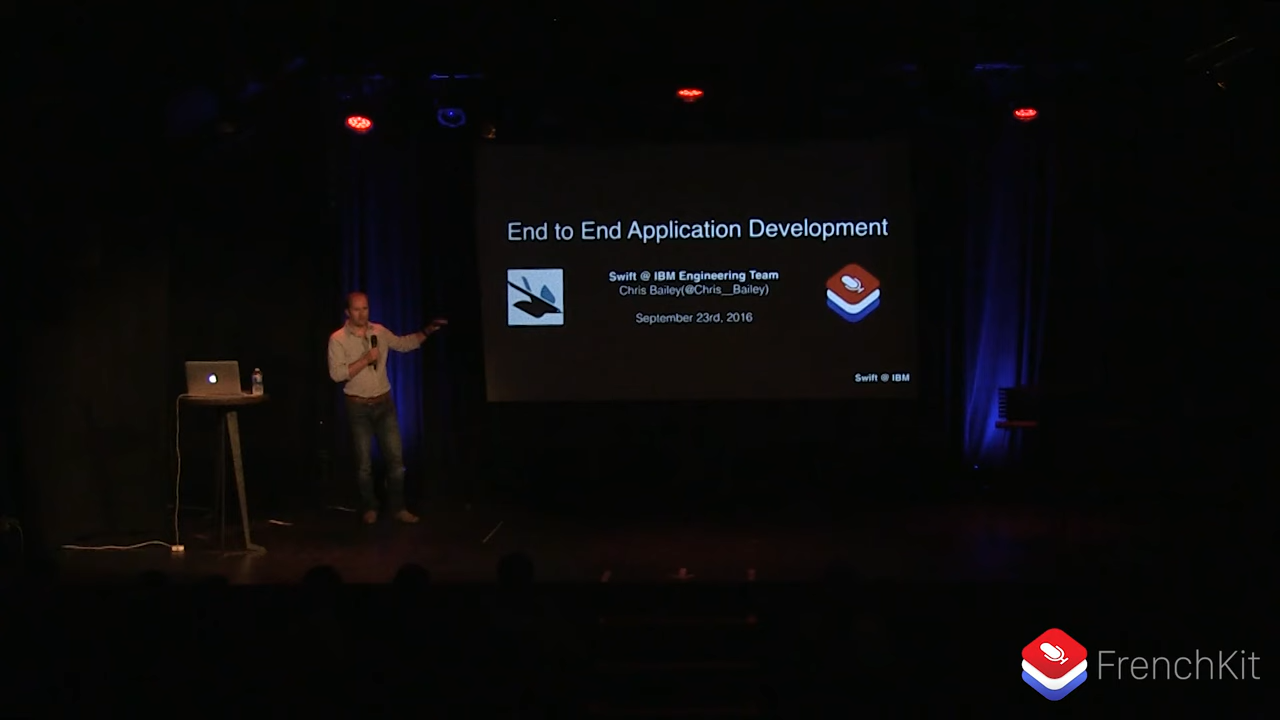 End to End Application Development
Swift @ IBM Engineering Team
Chris Bailey(@Chris__Bailey)
September 23rd, 2016
Swift @ IBM
FrenchKit